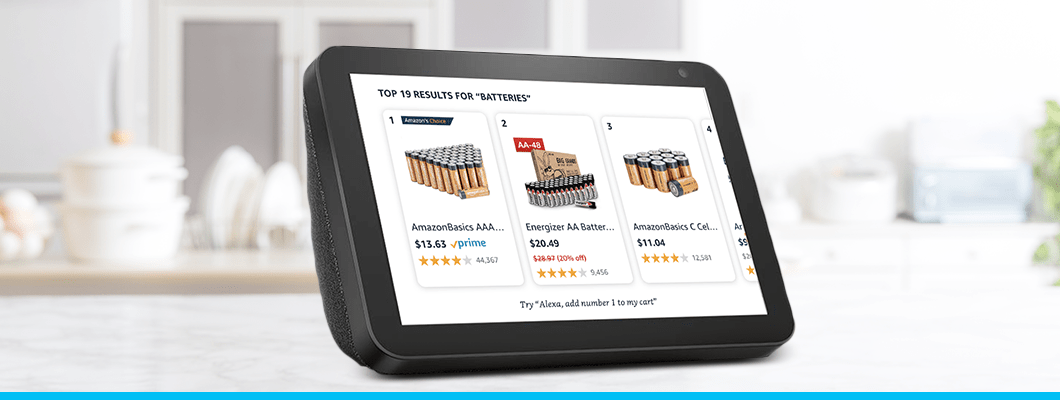 TOP 19 RESULTS FOR "BATTERIES"
1 Amazon's Choice
AmazonBasics AAA...
$13.63 prime
44,367
2
AA-48
BIG
Energizer AA Batter...
$20.49
$28.97 (20% off)
9,456
3
AmazonBasics C Cel...
$11.04
12,581
4
Try "Alexa, add number 1 to my cart"